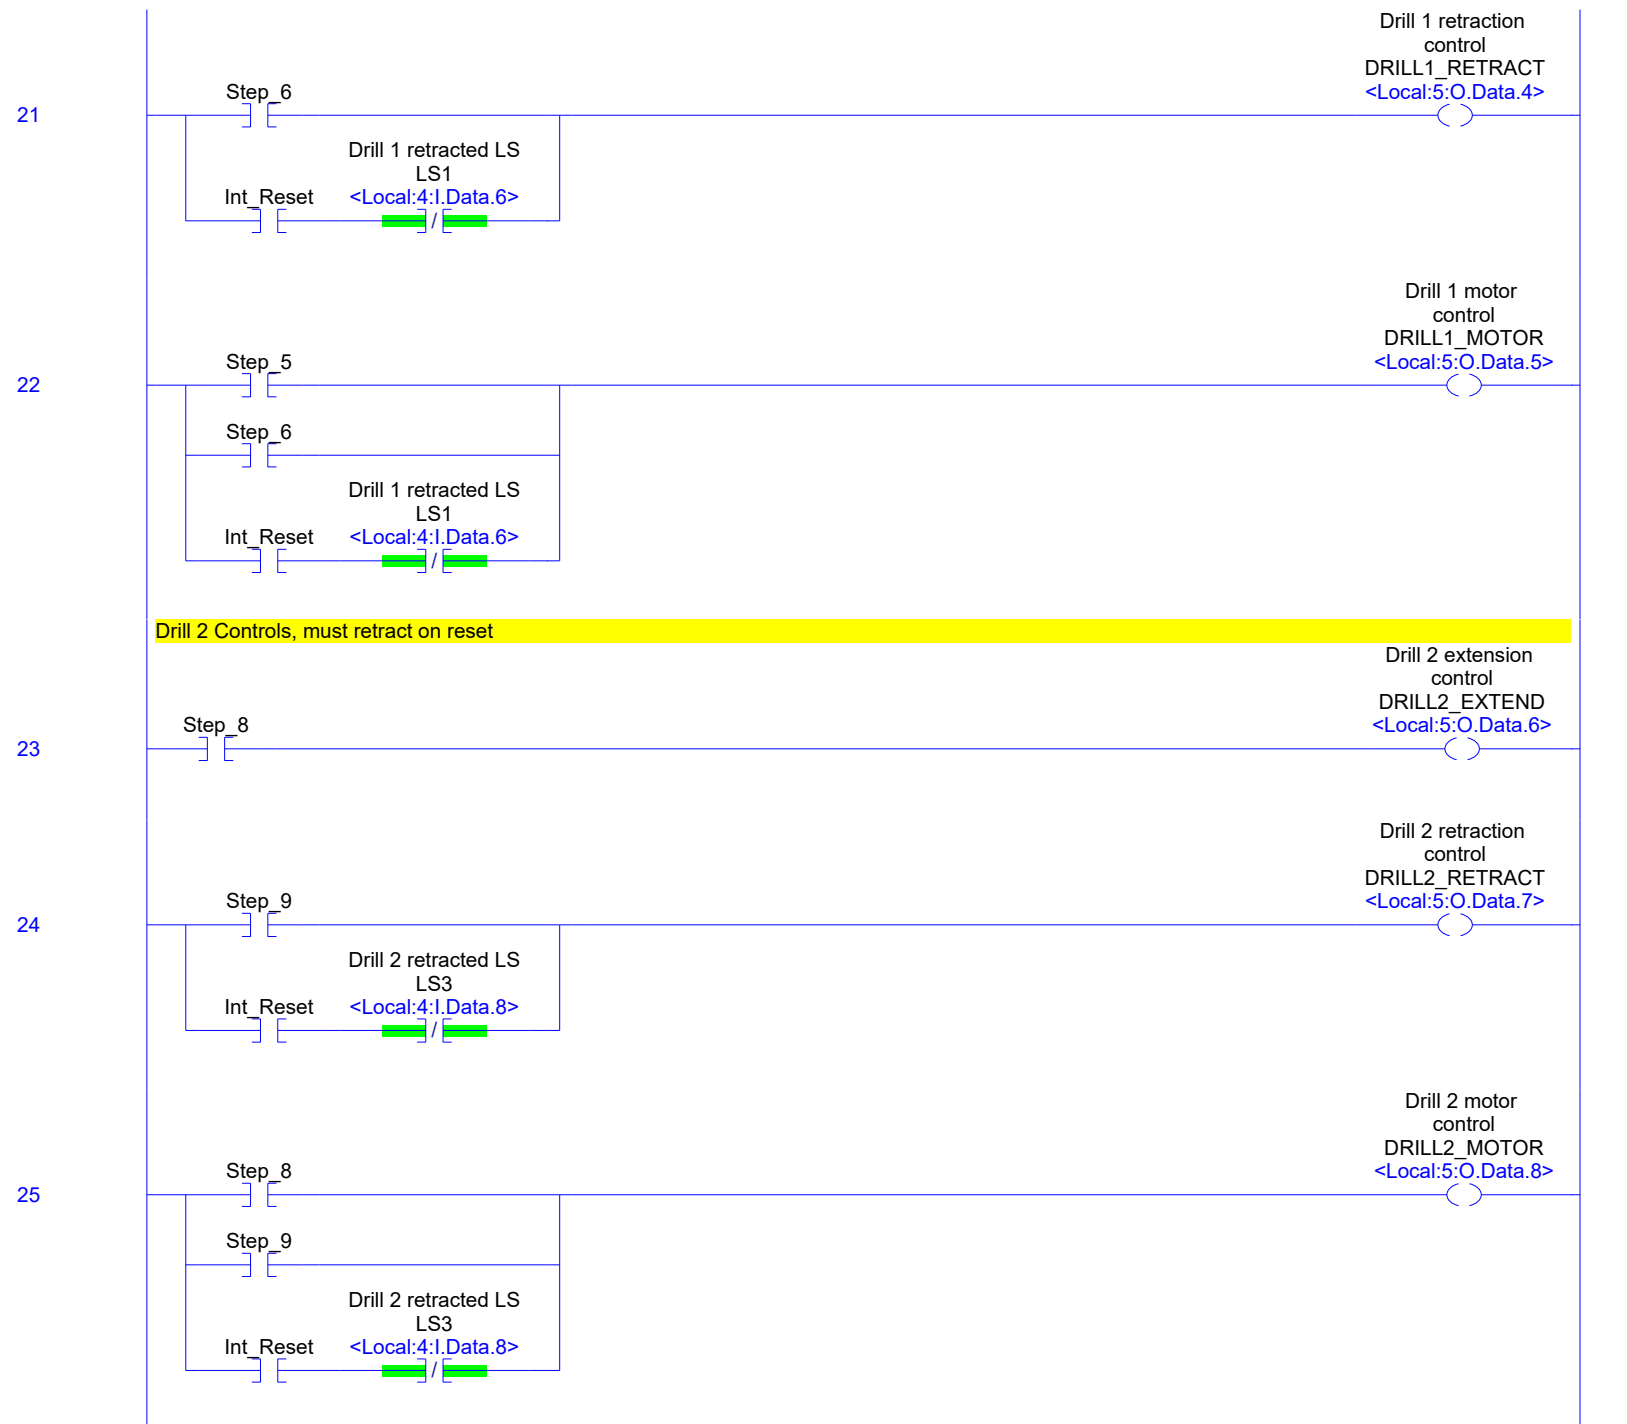 Drill 1 retraction
control
DRILL1_RETRACT
<Local:5:O.Data.4>
Step_6
21
Drill 1 retracted LS
LS1
Int_Reset <Local:4:I.Data.6>
/
Drill 1 motor
control
DRILL1_MOTOR
<Local:5:O.Data.5>
Step_5
22
Step_6
Drill 1 retracted LS
LS1
Int_Reset <Local:4:I.Data.6>
/
Drill 2 Controls, must retract on reset
Drill 2 extension
control
DRILL2_EXTEND
<Local:5:O.Data.6>
Step_8
23
Drill 2 retraction
control
DRILL2_RETRACT
<Local:5:O.Data.7>
Step_9
24
Drill 2 retracted LS
LS3
Int_Reset <Local:4:I.Data.8>
/
Drill 2 motor
control
DRILL2_MOTOR
<Local:5:O.Data.8>
Step_8
25
Step_9
Drill 2 retracted LS
LS3
Int_Reset <Local:4:I.Data.8>
/